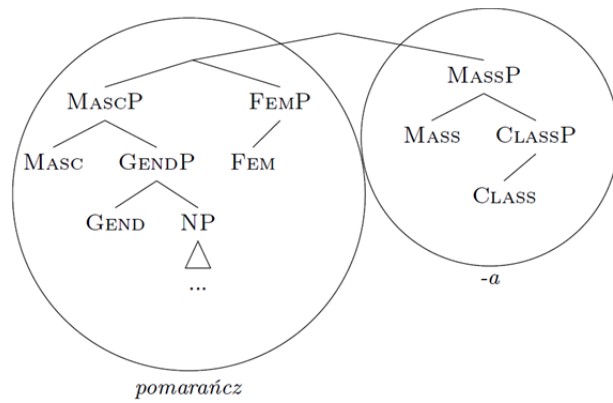 MASSP
MASCP FEMP
MASS CLASSP
MASC GENDP FEM
CLASS
GEND NP
...
-a
pomarańcz